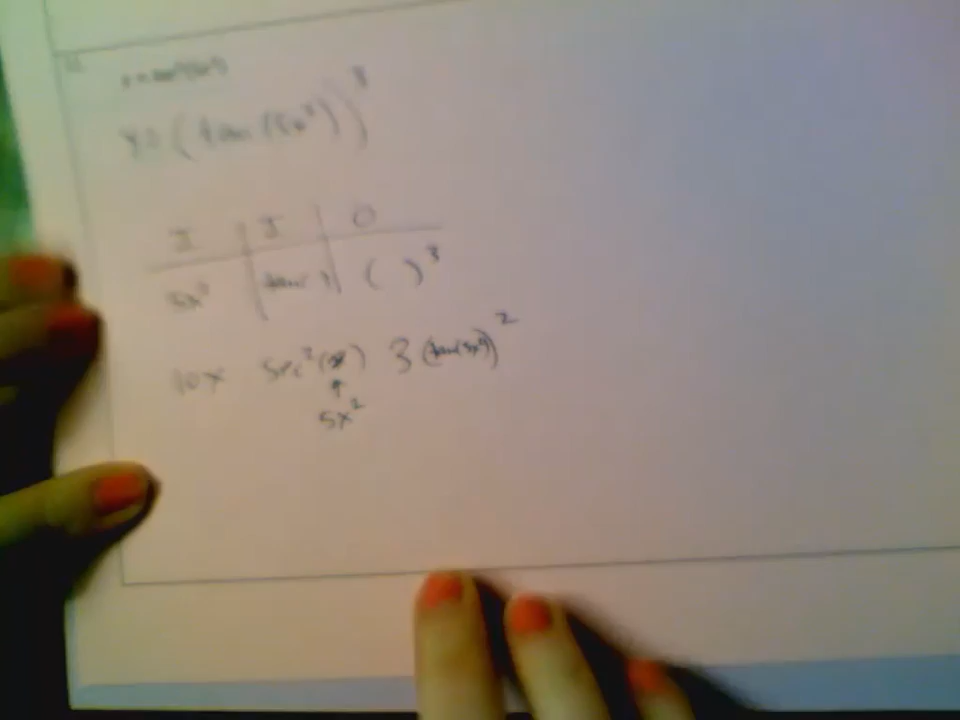 y = (tan(5x²))³
I | I | O
5x² | tan( ) | ( )³
10x sec²( ) 3(tan(5x²))²
↑
5x²